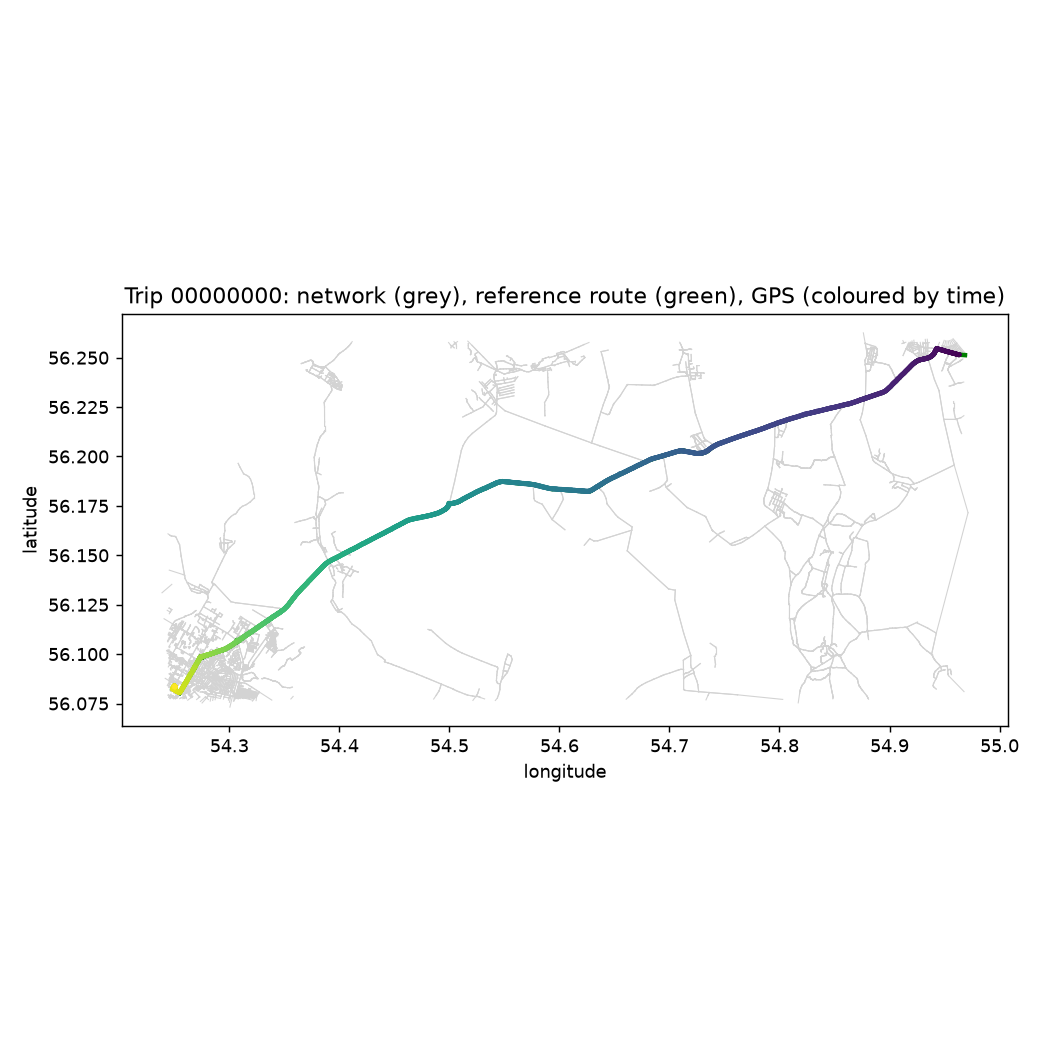 Trip 00000000: network (grey), reference route (green), GPS (coloured by time)
56.250
56.225
56.200
56.175
56.150
56.125
56.100
56.075
latitude
54.3 54.4 54.5 54.6 54.7 54.8 54.9 55.0
longitude